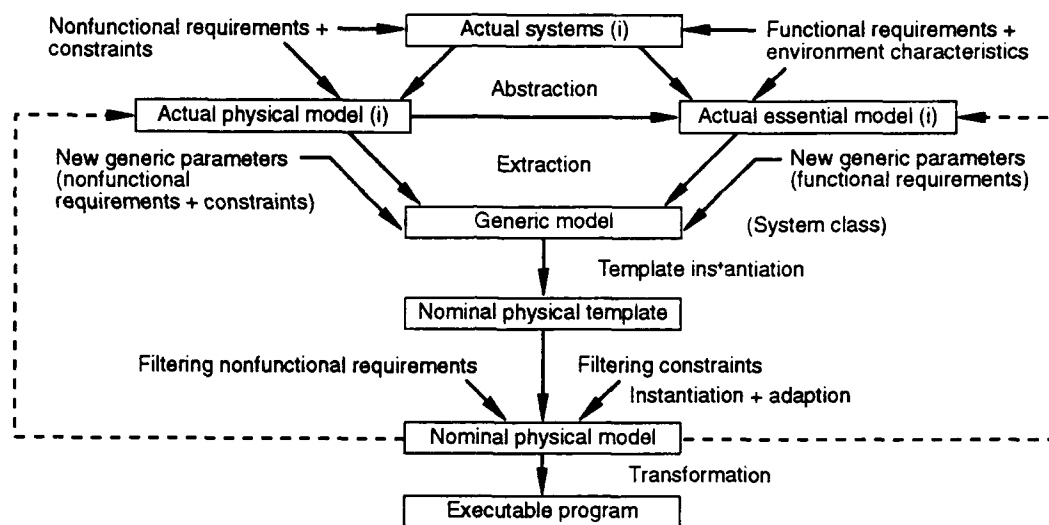 Nonfunctional requirements +
constraints
Actual systems (i)
Functional requirements +
environment characteristics
Abstraction
Actual physical model (i)
Actual essential model (i)
New generic parameters
(nonfunctional
requirements + constraints)
Extraction
New generic parameters
(functional requirements)
Generic model
(System class)
Template instantiation
Nominal physical template
Filtering nonfunctional requirements
Filtering constraints
Instantiation + adaption
Nominal physical model
Transformation
Executable program